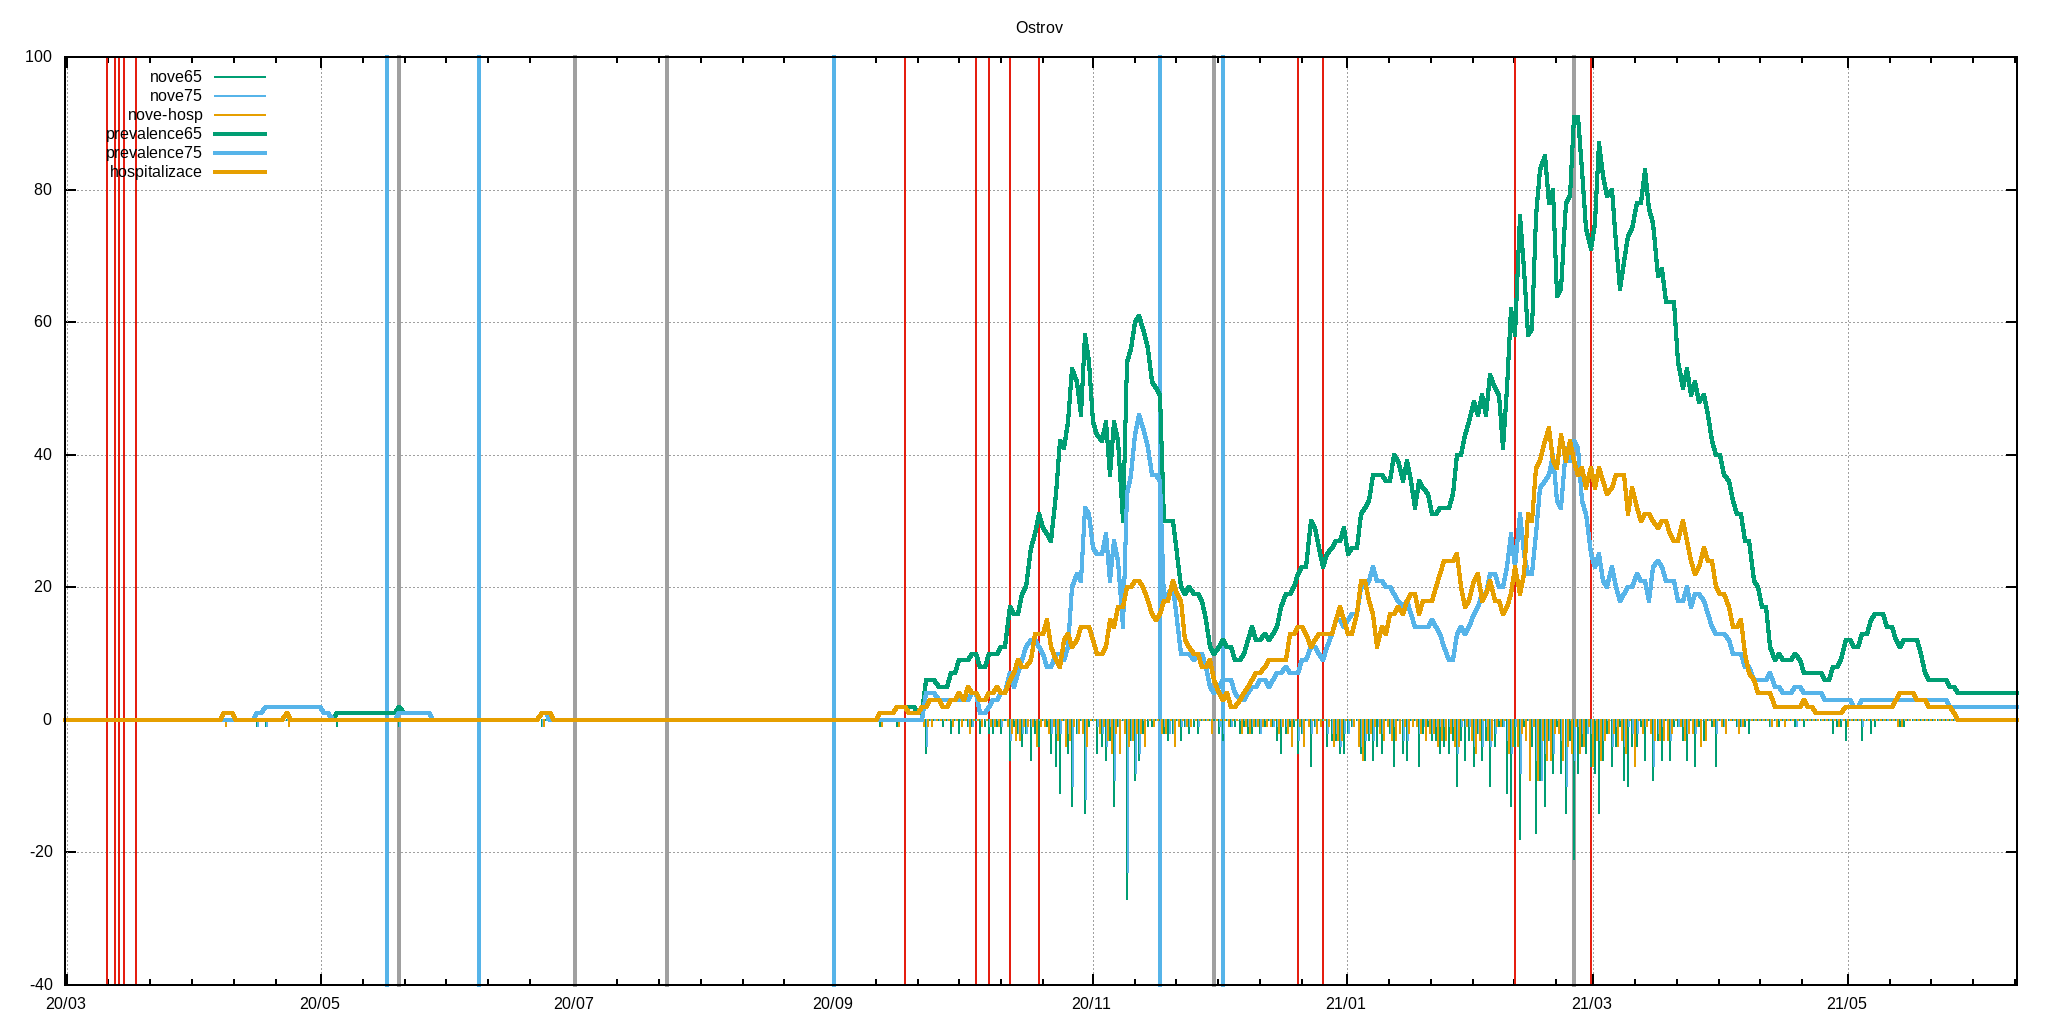 Ostrov
100
80
60
40
20
0
-20
-40
nove65
nove75
nove-hosp
prevalence65
prevalence75
hospitalizace
20/03 20/05 20/07 20/09 20/11 21/01 21/03 21/05